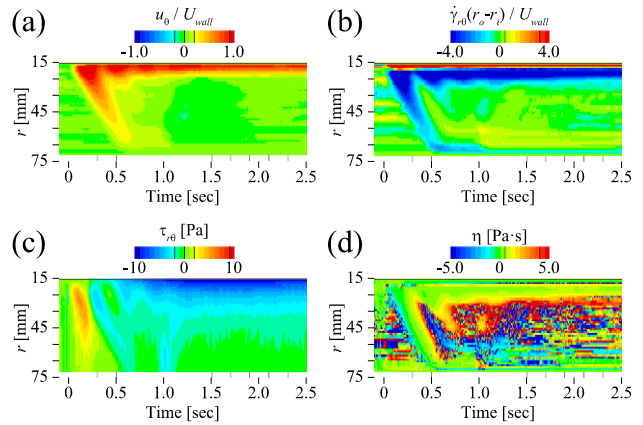 (a)
u_θ / U_wall
-1.0 1.0
15
45
75
r [mm]
0 0.5 1.0 1.5 2.0 2.5
Time [sec]
(b)
γ̇_rθ(r_o-r_i) / U_wall
-4.0 4.0
15
45
75
r [mm]
0 0.5 1.0 1.5 2.0 2.5
Time [sec]
(c)
τ_rθ [Pa]
-10 10
15
45
75
r [mm]
0 0.5 1.0 1.5 2.0 2.5
Time [sec]
(d)
η [Pa·s]
-5.0 5.0
15
45
75
r [mm]
0 0.5 1.0 1.5 2.0 2.5
Time [sec]